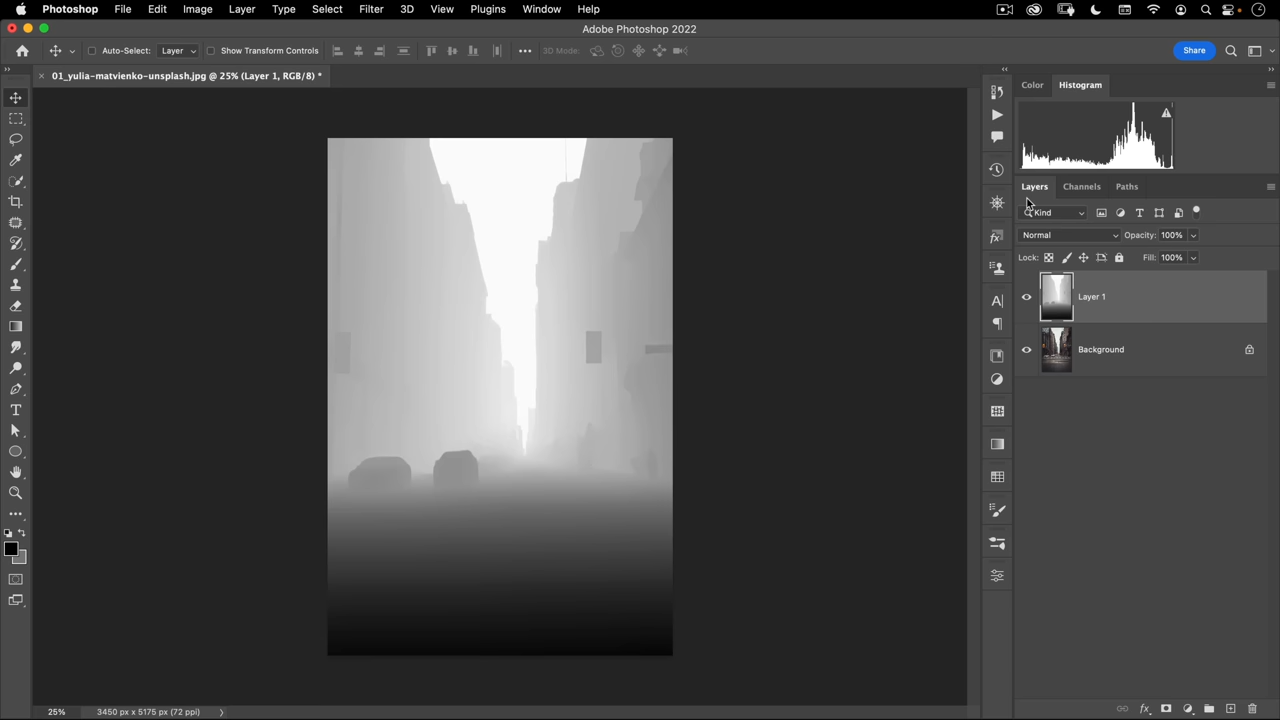 Photoshop File Edit Image Layer Type Select Filter 3D View Plugins Window Help
Adobe Photoshop 2022
Auto-Select: Layer Show Transform Controls 3D Mode: Share
01_yulia-matvienko-unsplash.jpg @ 25% (Layer 1, RGB/8) *
Color Histogram
Layers Channels Paths
Kind
Normal Opacity: 100%
Lock: Fill: 100%
Layer 1
Background
25% 3450 px x 5175 px (72 ppi)